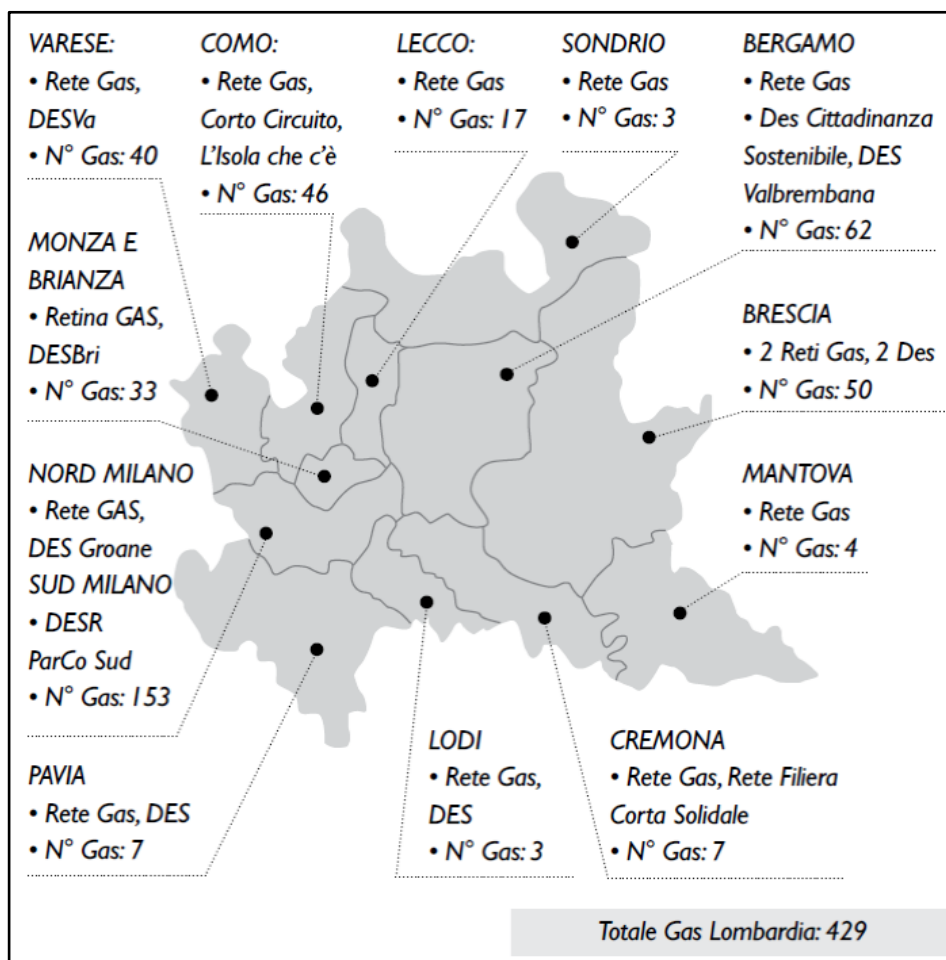 VARESE:
• Rete Gas,
DESVa
• N° Gas: 40
COMO:
• Rete Gas,
Corto Circuito,
L'Isola che c'è
• N° Gas: 46
LECCO:
• Rete Gas
• N° Gas: 17
SONDRIO
• Rete Gas
• N° Gas: 3
BERGAMO
• Rete Gas
• Des Cittadinanza
Sostenibile, DES
Valbrembana
• N° Gas: 62
MONZA E
BRIANZA
• Retina GAS,
DESBri
• N° Gas: 33
BRESCIA
• 2 Reti Gas, 2 Des
• N° Gas: 50
NORD MILANO
• Rete GAS,
DES Groane
SUD MILANO
• DESR
ParCo Sud
• N° Gas: 153
MANTOVA
• Rete Gas
• N° Gas: 4
PAVIA
• Rete Gas, DES
• N° Gas: 7
LODI
• Rete Gas,
DES
• N° Gas: 3
CREMONA
• Rete Gas, Rete Filiera
Corta Solidale
• N° Gas: 7
Totale Gas Lombardia: 429